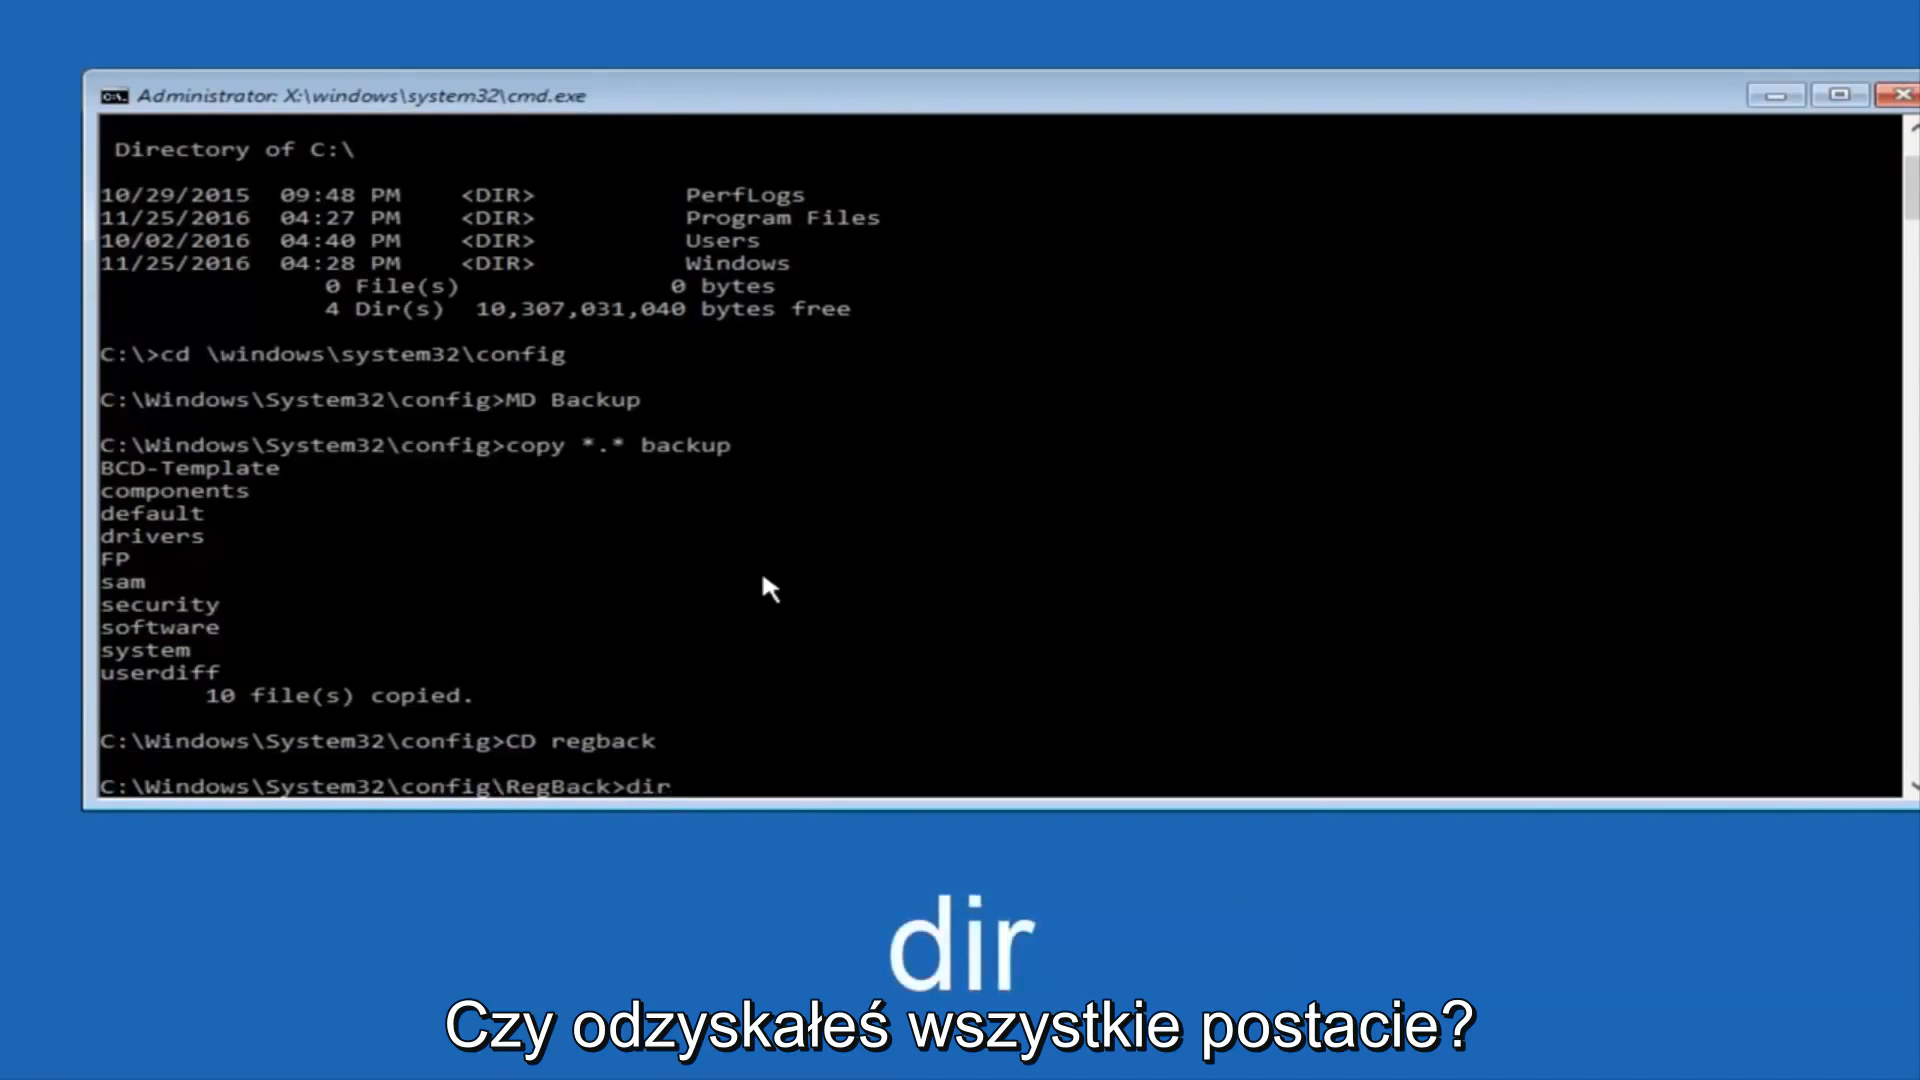 Administrator: X:\windows\system32\cmd.exe
Directory of C:\
10/29/2015 09:48 PM <DIR> PerfLogs
11/25/2016 04:27 PM <DIR> Program Files
10/02/2016 04:40 PM <DIR> Users
11/25/2016 04:28 PM <DIR> Windows
0 File(s) 0 bytes
4 Dir(s) 10,307,031,040 bytes free
C:\>cd \windows\system32\config
C:\Windows\System32\config>MD Backup
C:\Windows\System32\config>copy *.* backup
BCD-Template
components
default
drivers
FP
sam
security
software
system
userdiff
10 file(s) copied.
C:\Windows\System32\config>CD regback
C:\Windows\System32\config\RegBack>dir
dir
Czy odzyskałeś wszystkie postacie?